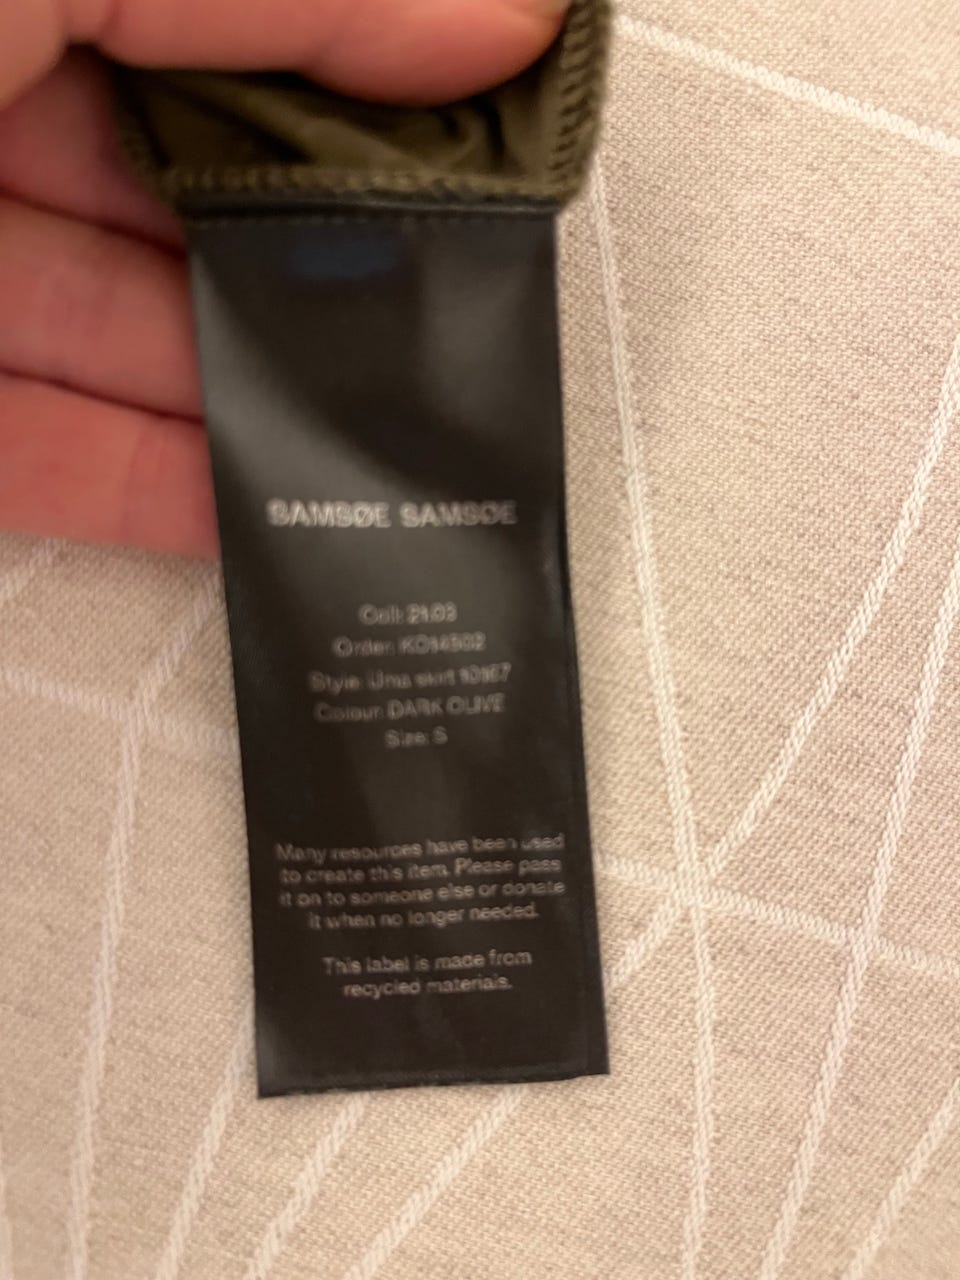 SAMSØE SAMSØE
Coll: 21.03
Order: KO14502
Style: Uma skirt 10167
Colour: DARK OLIVE
Size: S
Many resources have been used
to create this item. Please pass
it on to someone else or donate
it when no longer needed.
This label is made from
recycled materials.